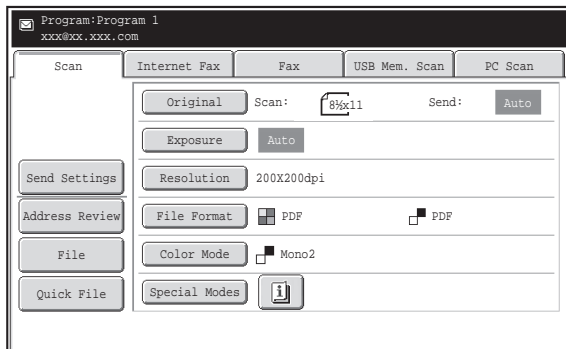 Program:Program 1
xxx@xx.xxx.com
Scan Internet Fax Fax USB Mem. Scan PC Scan
Original Scan: 8½x11 Send: Auto
Exposure Auto
Send Settings Resolution 200X200dpi
Address Review File Format PDF PDF
File Color Mode Mono2
Quick File Special Modes